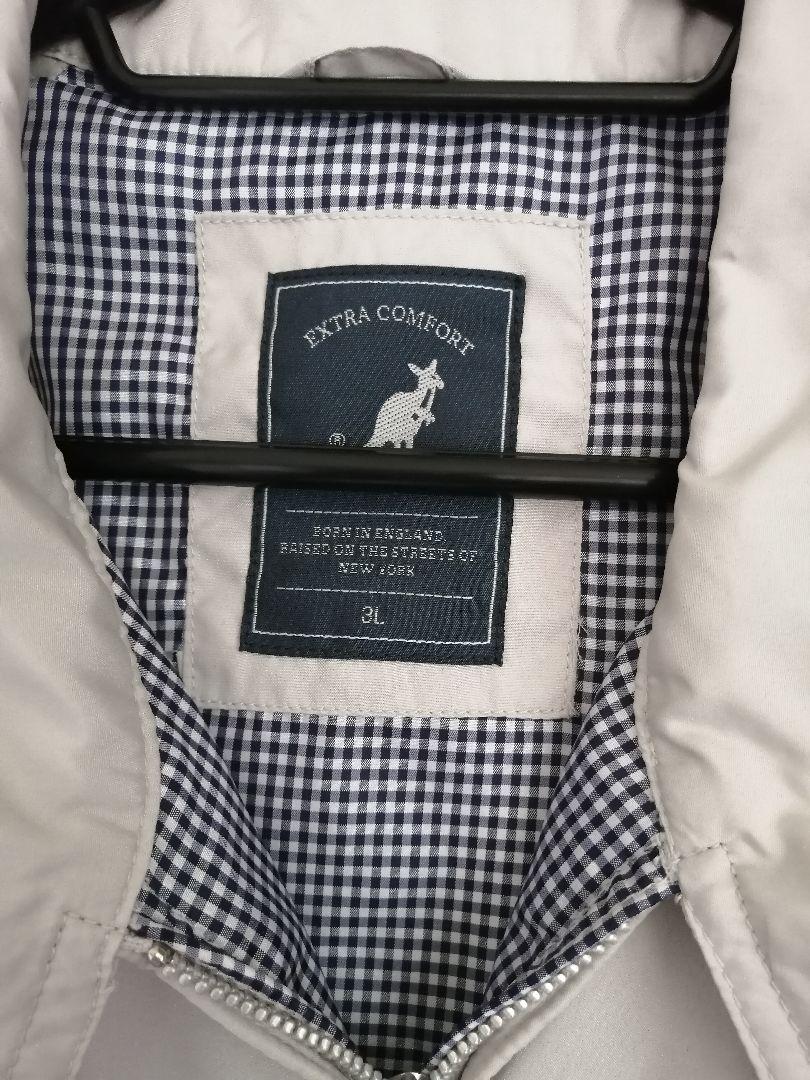 EXTRA COMFORT
®
BORN IN ENGLAND,
RAISED ON THE STREETS OF
NEW YORK
3L